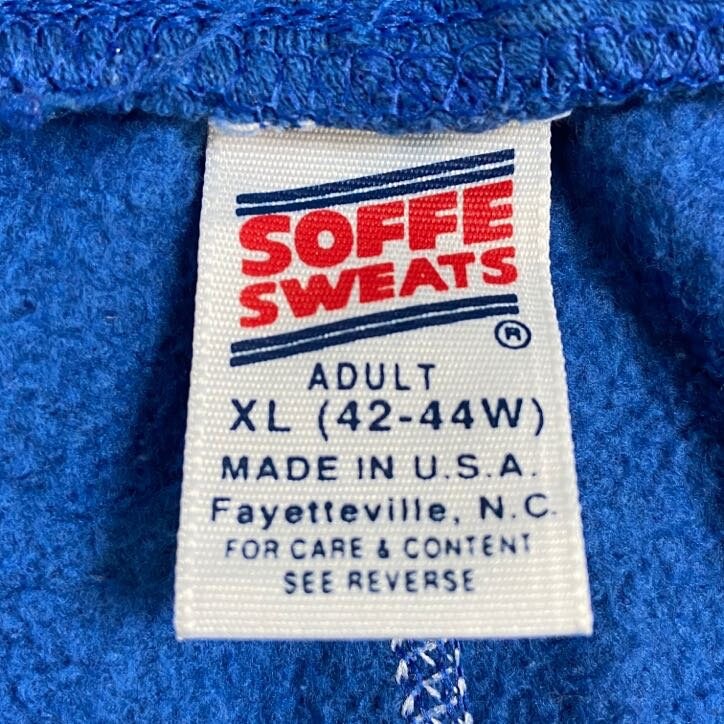 SOFFE
SWEATS
®
ADULT
XL (42-44W)
MADE IN U.S.A.
Fayetteville, N.C.
FOR CARE & CONTENT
SEE REVERSE